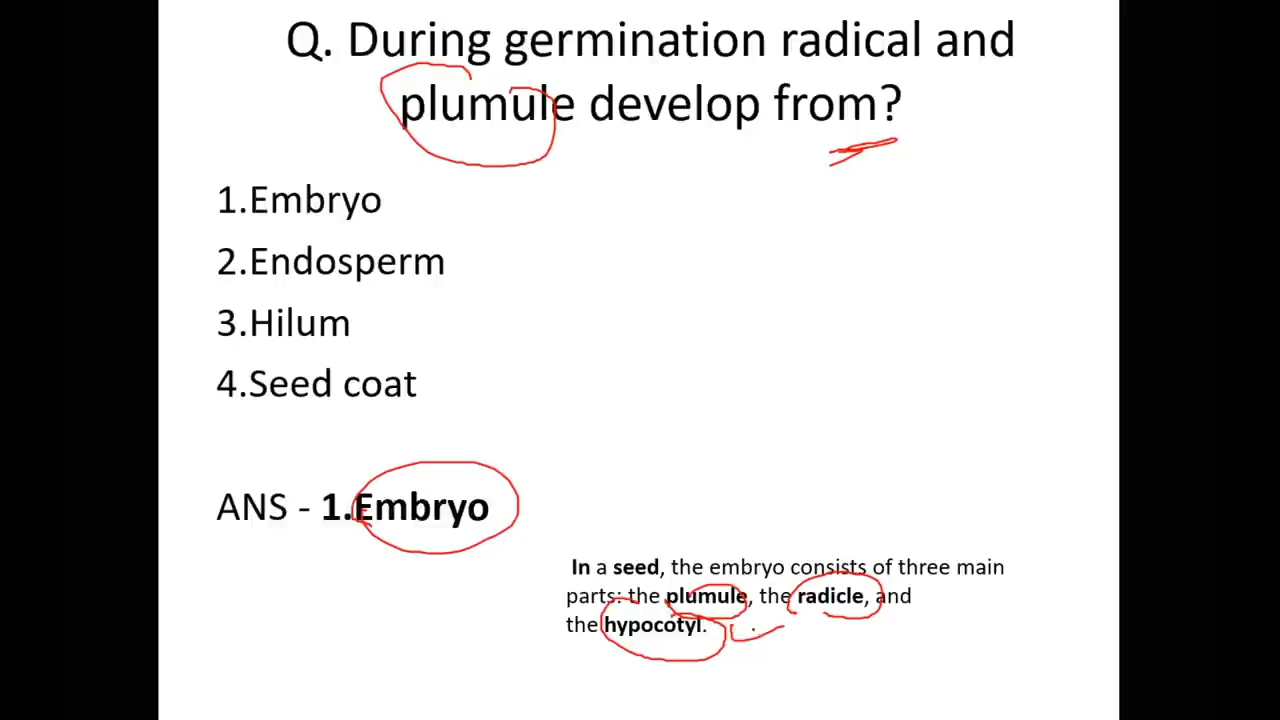 Q. During germination radical and
plumule develop from?
1.Embryo
2.Endosperm
3.Hilum
4.Seed coat
ANS - 1.Embryo
In a seed, the embryo consists of three main
parts: the plumule, the radicle, and
the hypocotyl.